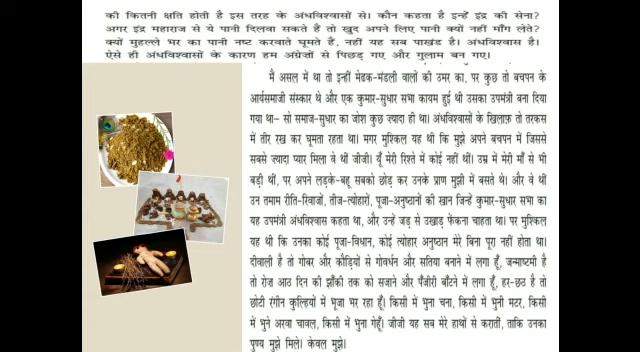 की कितनी क्षति होती है इस तरह के अंधविश्वासों से। कौन कहता है इन्हें इंद्र की सेना?
अगर इंद्र महाराज से ये पानी दिलवा सकते हैं तो खुद अपने लिए पानी क्यों नहीं माँग लेते?
क्यों मुहल्ले भर का पानी नष्ट करवाते घूमते हैं, नहीं यह सब पाखंड है। अंधविश्वास है।
ऐसे ही अंधविश्वासों के कारण हम अंग्रेजों से पिछड़ गए और गुलाम बन गए।
मैं असल में था तो इन्हीं मेढक-मंडली वालों की उमर का, पर कुछ तो बचपन के
आर्यसमाजी संस्कार थे और एक कुमार-सुधार सभा कायम हुई थी उसका उपमंत्री बना दिया
गया था- सो समाज-सुधार का जोश कुछ ज्यादा ही था। अंधविश्वासों के खिलाफ़ तो तरकस
में तीर रख कर घूमता रहता था। मगर मुश्किल यह थी कि मुझे अपने बचपन में जिससे
सबसे ज्यादा प्यार मिला वे थीं जीजी। यूँ मेरी रिश्ते में कोई नहीं थीं। उम्र में मेरी माँ से भी
बड़ी थीं, पर अपने लड़के-बहू सबको छोड़ कर उनके प्राण मुझी में बसते थे। और वे थीं
उन तमाम रीति-रिवाजों, तीज-त्योहारों, पूजा-अनुष्ठानों की खान जिन्हें कुमार-सुधार सभा का
यह उपमंत्री अंधविश्वास कहता था, और उन्हें जड़ से उखाड़ फेंकना चाहता था। पर मुश्किल
यह थी कि उनका कोई पूजा-विधान, कोई त्योहार अनुष्ठान मेरे बिना पूरा नहीं होता था।
दीवाली है तो गोबर और कौड़ियों से गोवर्धन और सतिया बनाने में लगा हूँ, जन्माष्टमी है
तो रोज़ आठ दिन की झाँकी तक को सजाने और पँजीरी बाँटने में लगा हूँ, हर-छठ है तो
छोटी रंगीन कुल्हियों में भूजा भर रहा हूँ। किसी में भुना चना, किसी में भुनी मटर, किसी
में भुने अरवा चावल, किसी में भुना गेहूँ। जीजी यह सब मेरे हाथों से करातीं, ताकि उनका
पुण्य मुझे मिले। केवल मुझे।